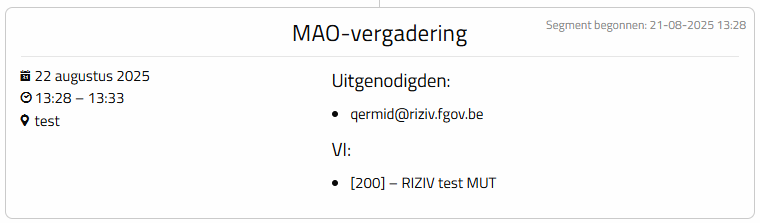 MAO-vergadering
Segment begonnen: 21-08-2025 13:28
22 augustus 2025
13:28 – 13:33
test
Uitgenodigden:
• qermid@riziv.fgov.be
VI:
• [200] – RIZIV test MUT